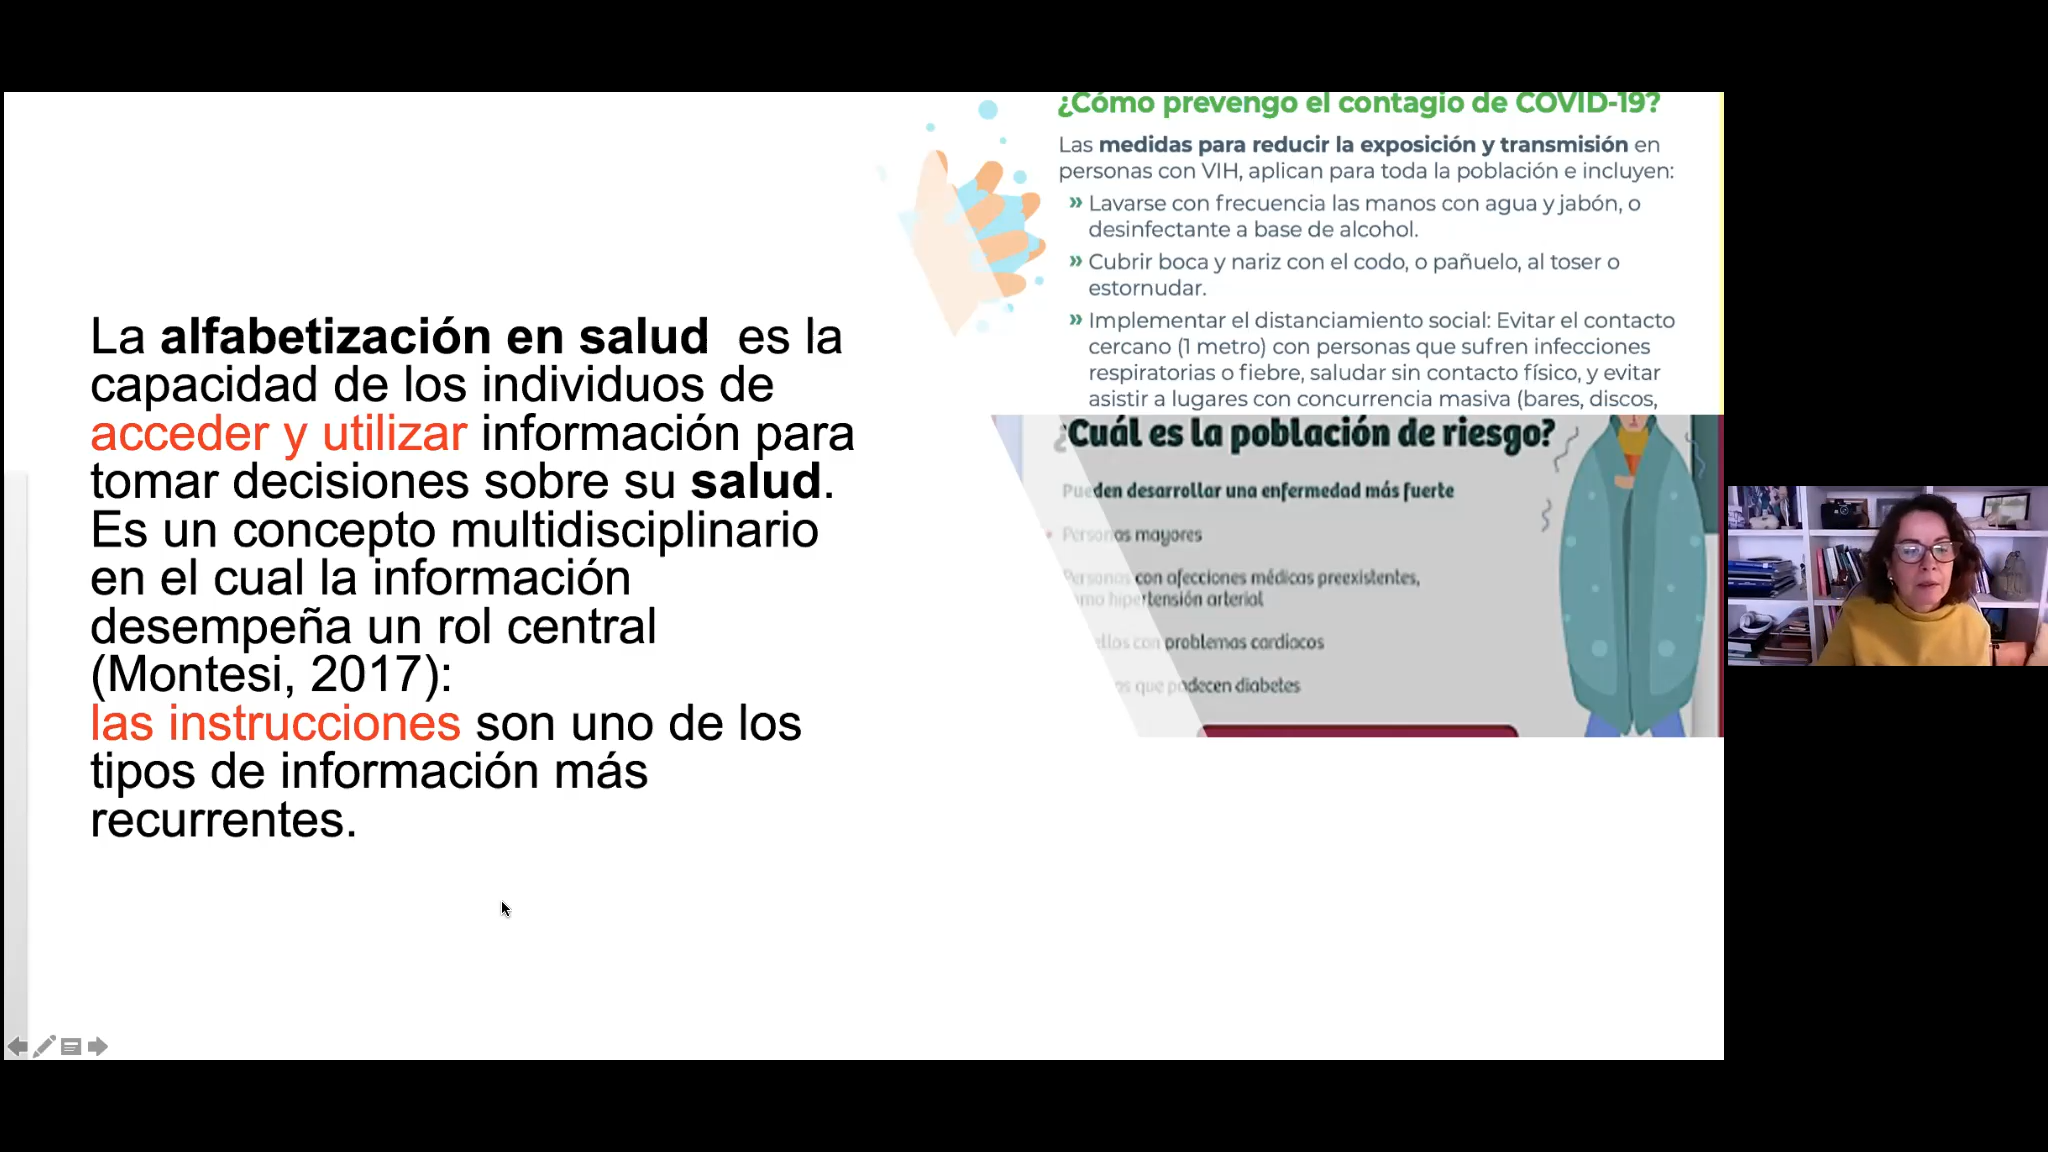 La alfabetización en salud es la
capacidad de los individuos de
acceder y utilizar información para
tomar decisiones sobre su salud.
Es un concepto multidisciplinario
en el cual la información
desempeña un rol central
(Montesi, 2017):
las instrucciones son uno de los
tipos de información más
recurrentes.
¿Cómo prevengo el contagio de COVID-19?
Las medidas para reducir la exposición y transmisión en
personas con VIH, aplican para toda la población e incluyen:
» Lavarse con frecuencia las manos con agua y jabón, o
desinfectante a base de alcohol.
» Cubrir boca y nariz con el codo, o pañuelo, al toser o
estornudar.
» Implementar el distanciamiento social: Evitar el contacto
cercano (1 metro) con personas que sufren infecciones
respiratorias o fiebre, saludar sin contacto físico, y evitar
asistir a lugares con concurrencia masiva (bares, discos,
¿Cuál es la población de riesgo?
Pueden desarrollar una enfermedad más fuerte
Personas mayores
Personas con afecciones médicas preexistentes,
hipertensión arterial
con problemas cardíacos
que padecen diabetes